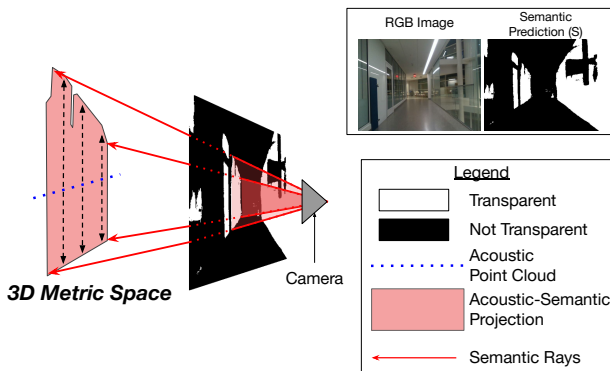 RGB Image
Semantic
Prediction (S)
Camera
3D Metric Space
Legend
Transparent
Not Transparent
Acoustic
Point Cloud
Acoustic-Semantic
Projection
Semantic Rays